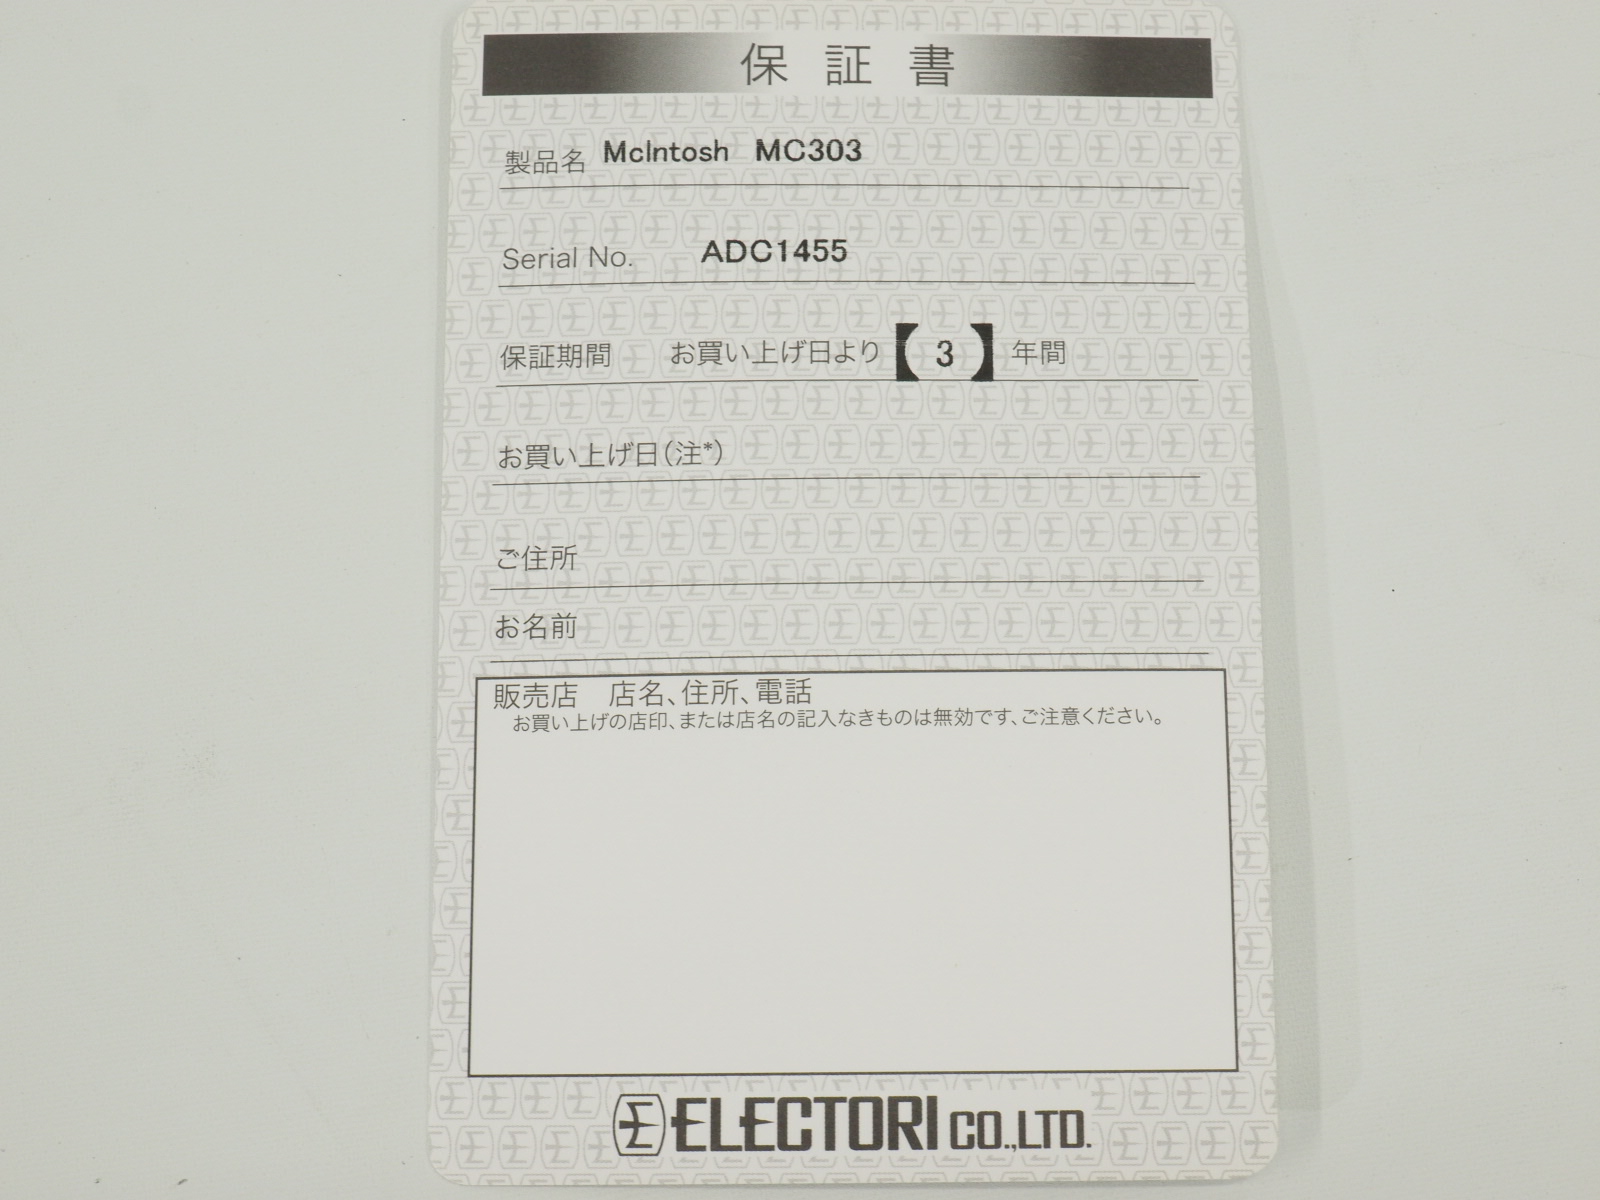 保証書
製品名 McIntosh MC303
Serial No. ADC1455
保証期間 お買い上げ日より【 3 】年間
お買い上げ日(注*)
ご住所
お名前
販売店 店名、住所、電話
お買い上げの店印、または店名の記入なきものは無効です、ご注意ください。
ELECTORI CO.,LTD.